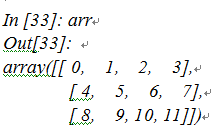 In [33]: arr↵
Out[33]: ↵
array([[ 0, 1, 2, 3],↵
[ 4, 5, 6, 7],↵
[ 8, 9, 10, 11]])↵